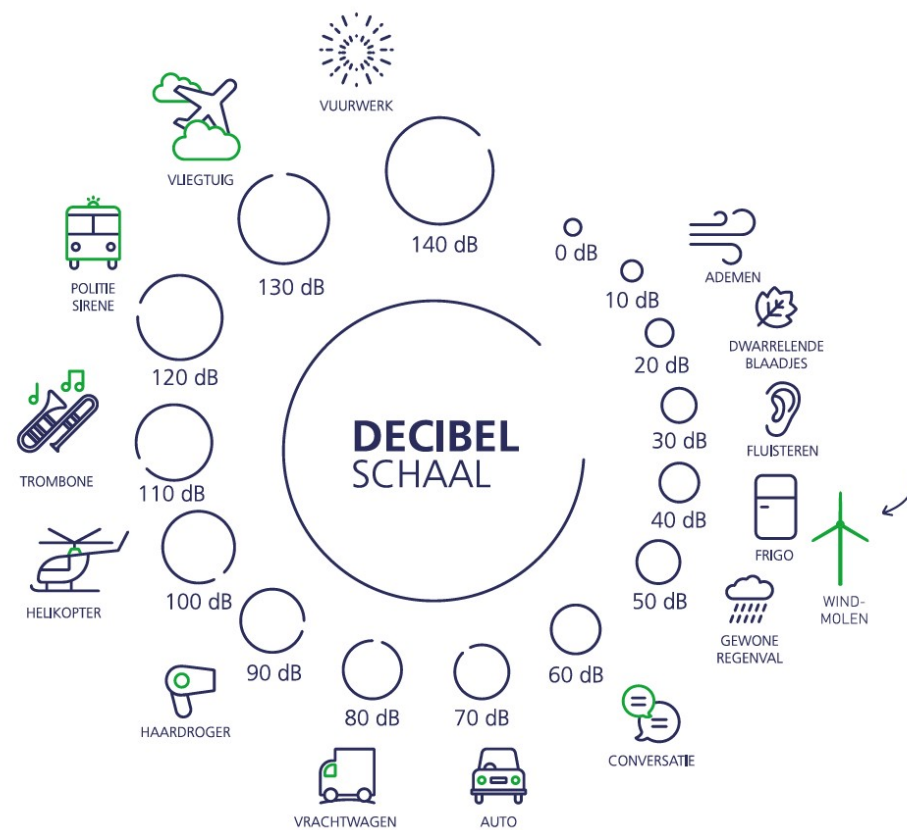 VUURWERK
VLIEGTUIG
140 dB
0 dB
ADEMEN
130 dB
10 dB
POLITIE
SIRENE
DWARRELENDE
BLAADJES
20 dB
120 dB
DECIBEL
SCHAAL
30 dB
FLUISTEREN
TROMBONE
110 dB
40 dB
FRIGO
100 dB
HELIKOPTER
50 dB
WIND-
MOLEN
GEWONE
REGENVAL
90 dB
60 dB
80 dB
70 dB
HAARDROGER
CONVERSATIE
VRACHTWAGEN
AUTO